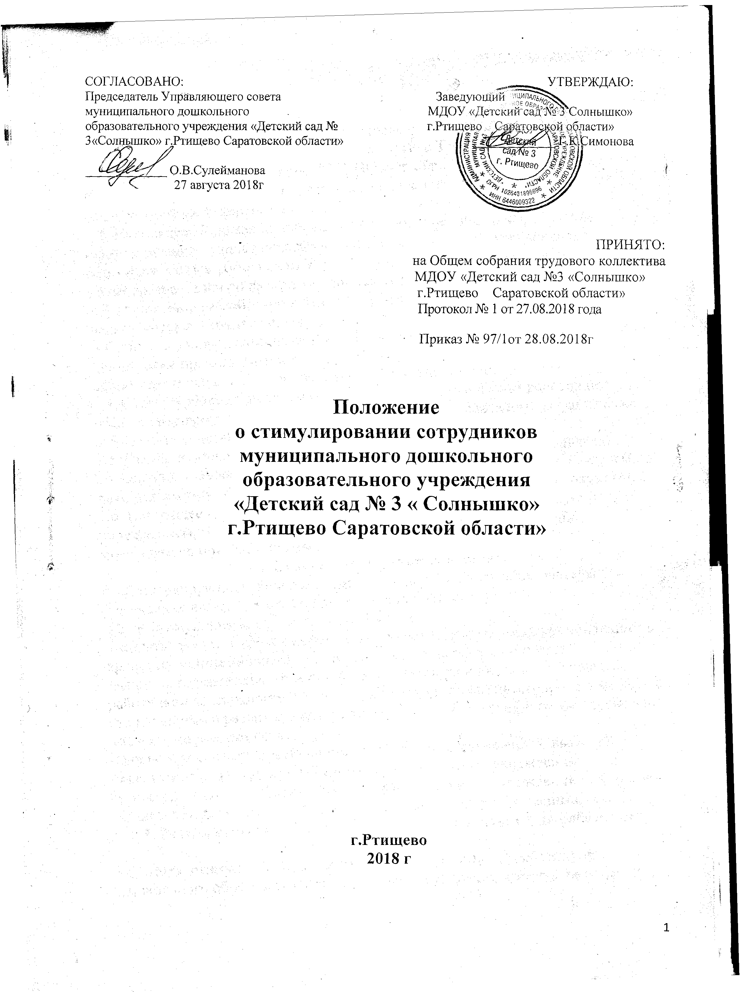 СОГЛАСОВАНО:
Председатель Управляющего совета
муниципального дошкольного
образовательного учреждения «Детский сад №
3«Солнышко» г.Ртищево Саратовской области»
О.В.Сулейманова
27 августа 2018г
УТВЕРЖДАЮ:
Заведующий
МДОУ «Детский сад № 3 Солнышко»
г.Ртищево Саратовской области»
Г.К.Симонова
Детский
сад № 3
г. Ртищево
ОГРН 1026401896696
ИНН 6446009322
ПРИНЯТО:
на Общем собрания трудового коллектива
МДОУ «Детский сад №3 «Солнышко»
г.Ртищево Саратовской области»
Протокол № 1 от 27.08.2018 года
Приказ № 97/1от 28.08.2018г
Положение
о стимулировании сотрудников
муниципального дошкольного
образовательного учреждения
«Детский сад № 3 « Солнышко»
г.Ртищево Саратовской области»
г.Ртищево
2018 г
1